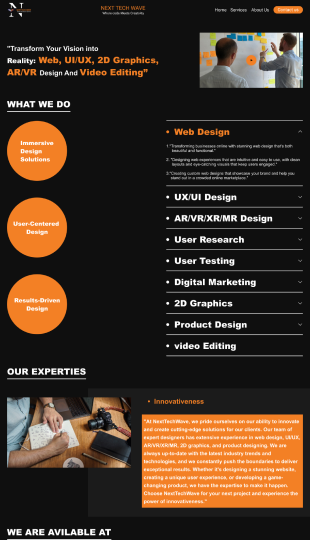 N
NEXT TECH WAVE
Where code Meets Creativity
Home Services About Us Contact us
"Transform Your Vision into
Reality: Web, UI/UX, 2D Graphics,
AR/VR Design And Video Editing"
WHAT WE DO
Immersive
Design
Solutions
User-Centered
Design
Results-Driven
Design
Web Design
1."Transforming businesses online with stunning web design that's both
beautiful and functional."
2. "Designing web experiences that are intuitive and easy to use, with clean
layouts and eye-catching visuals that keep users engaged."
3."Creating custom web designs that showcase your brand and help you
stand out in a crowded online marketplace."
UX/UI Design
AR/VR/XR/MR Design
User Research
User Testing
Digital Marketing
2D Graphics
Product Design
video Editing
OUR EXPERTIES
Innovativeness
"At NextTechWave, we pride ourselves on our ability to innovate
and create cutting-edge solutions for our clients. Our team of
expert designers has extensive experience in web design, UI/UX,
AR/VR/XR/MR, 2D graphics, and product designing. We are
always up-to-date with the latest industry trends and
technologies, and we constantly push the boundaries to deliver
exceptional results. Whether it's designing a stunning website,
creating a unique user experience, or developing a game-
changing product, we have the expertise to make it happen.
Choose NextTechWave for your next project and experience the
power of innovativeness."
WE ARE AVILABLE AT